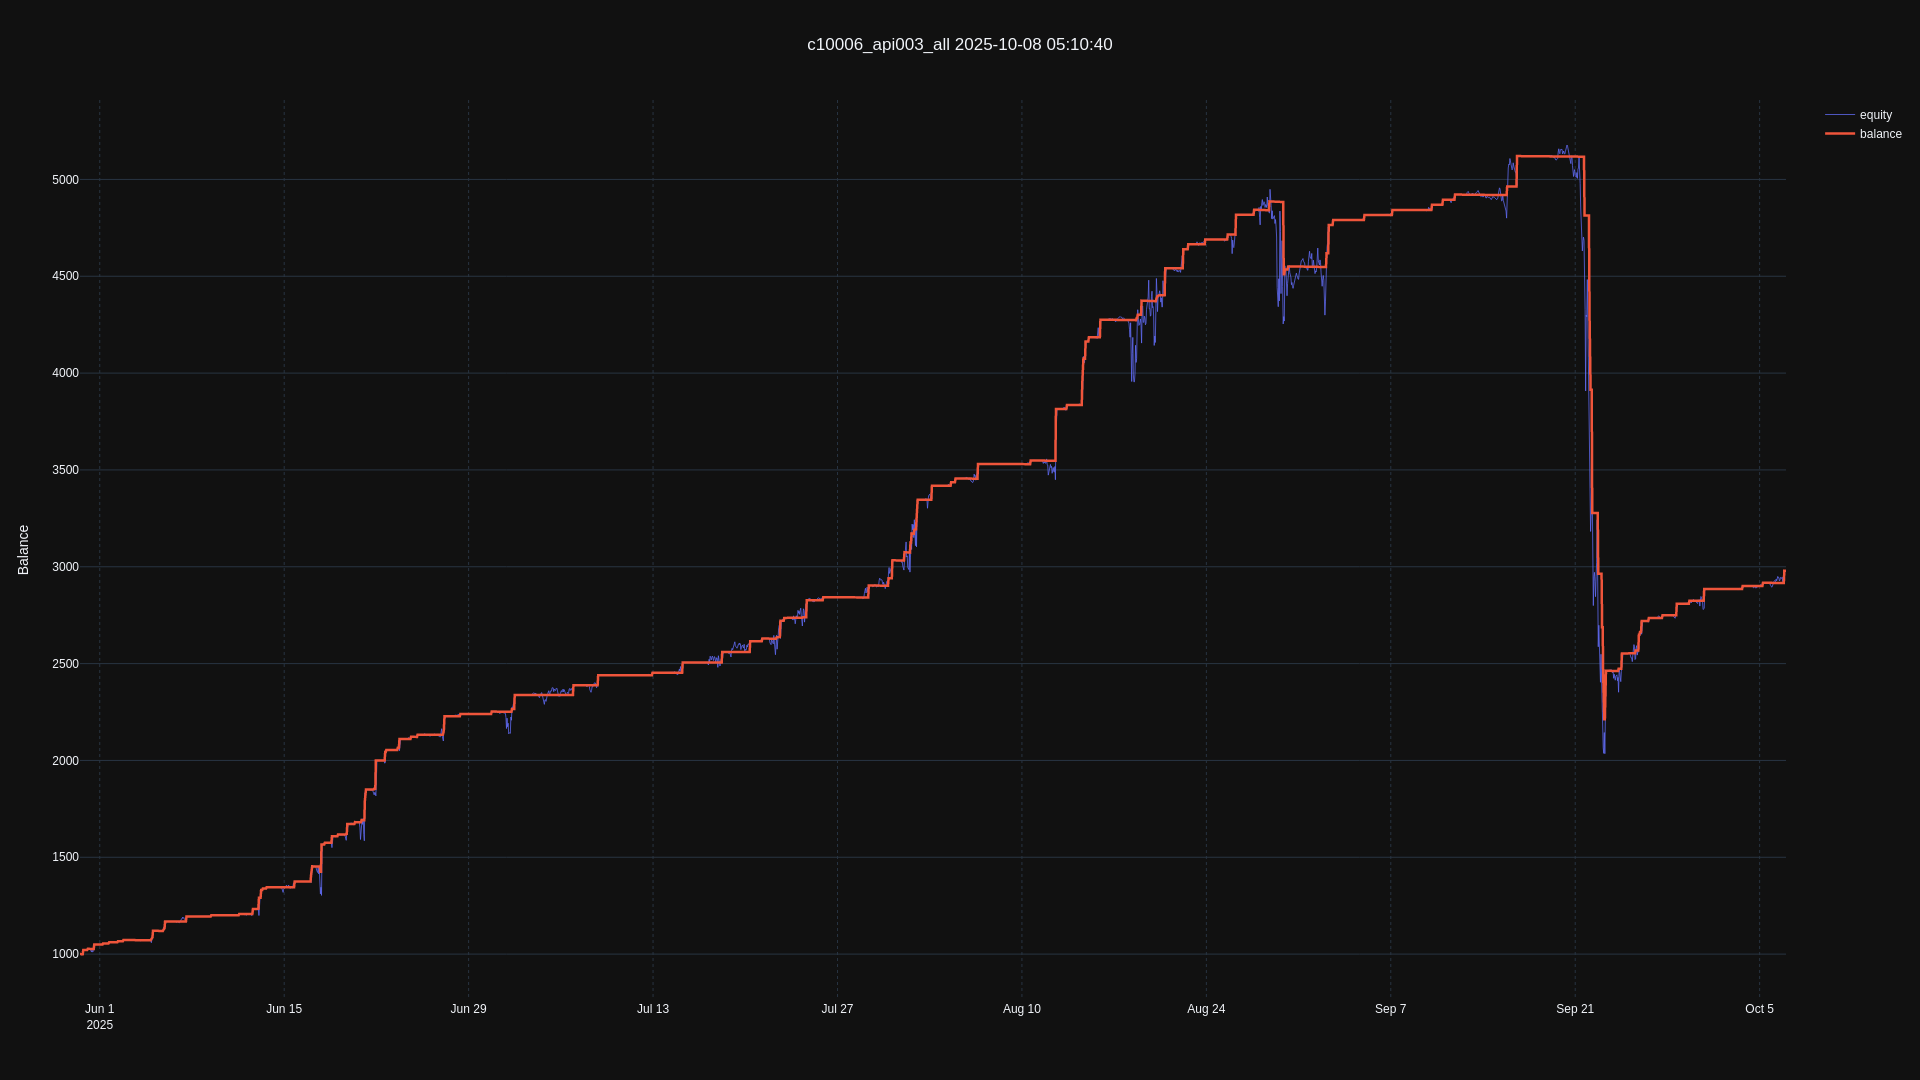 c10006_api003_all 2025-10-08 05:10:40
equity
balance
Balance
5000
4500
4000
3500
3000
2500
2000
1500
1000
Jun 1
2025
Jun 15
Jun 29
Jul 13
Jul 27
Aug 10
Aug 24
Sep 7
Sep 21
Oct 5